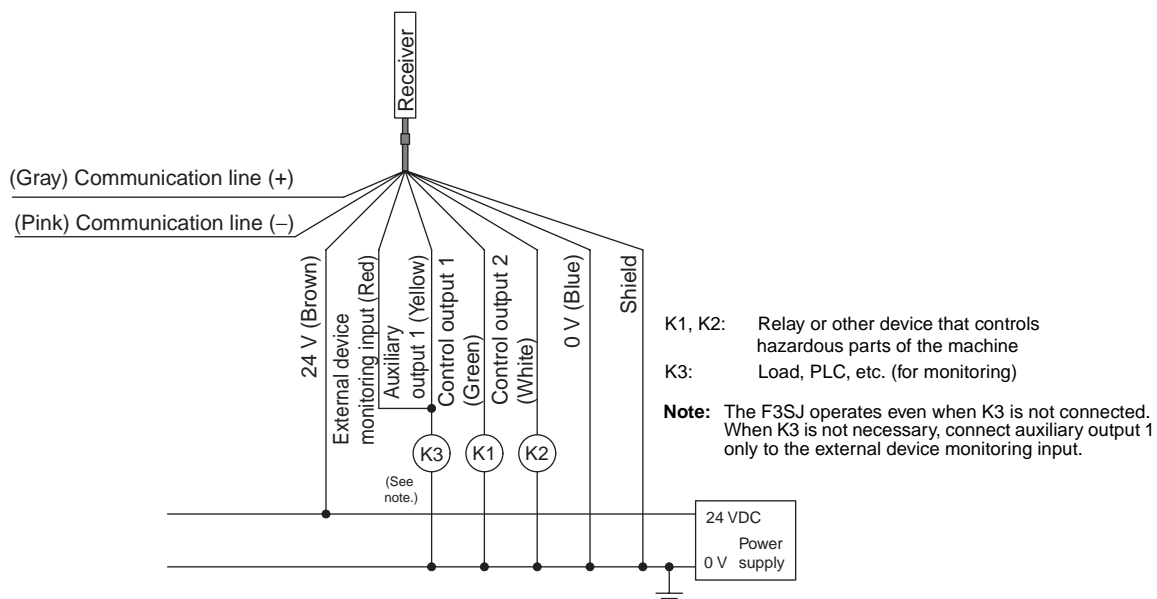 Receiver
(Gray) Communication line (+)
(Pink) Communication line (−)
24 V (Brown)
External device
monitoring input (Red)
Auxiliary
output 1 (Yellow)
Control output 1
(Green)
Control output 2
(White)
0 V (Blue)
Shield
K3
K1
K2
(See
note.)
K1, K2: Relay or other device that controls
hazardous parts of the machine
K3: Load, PLC, etc. (for monitoring)
Note: The F3SJ operates even when K3 is not connected.
When K3 is not necessary, connect auxiliary output 1
only to the external device monitoring input.
24 VDC
Power
0 V supply